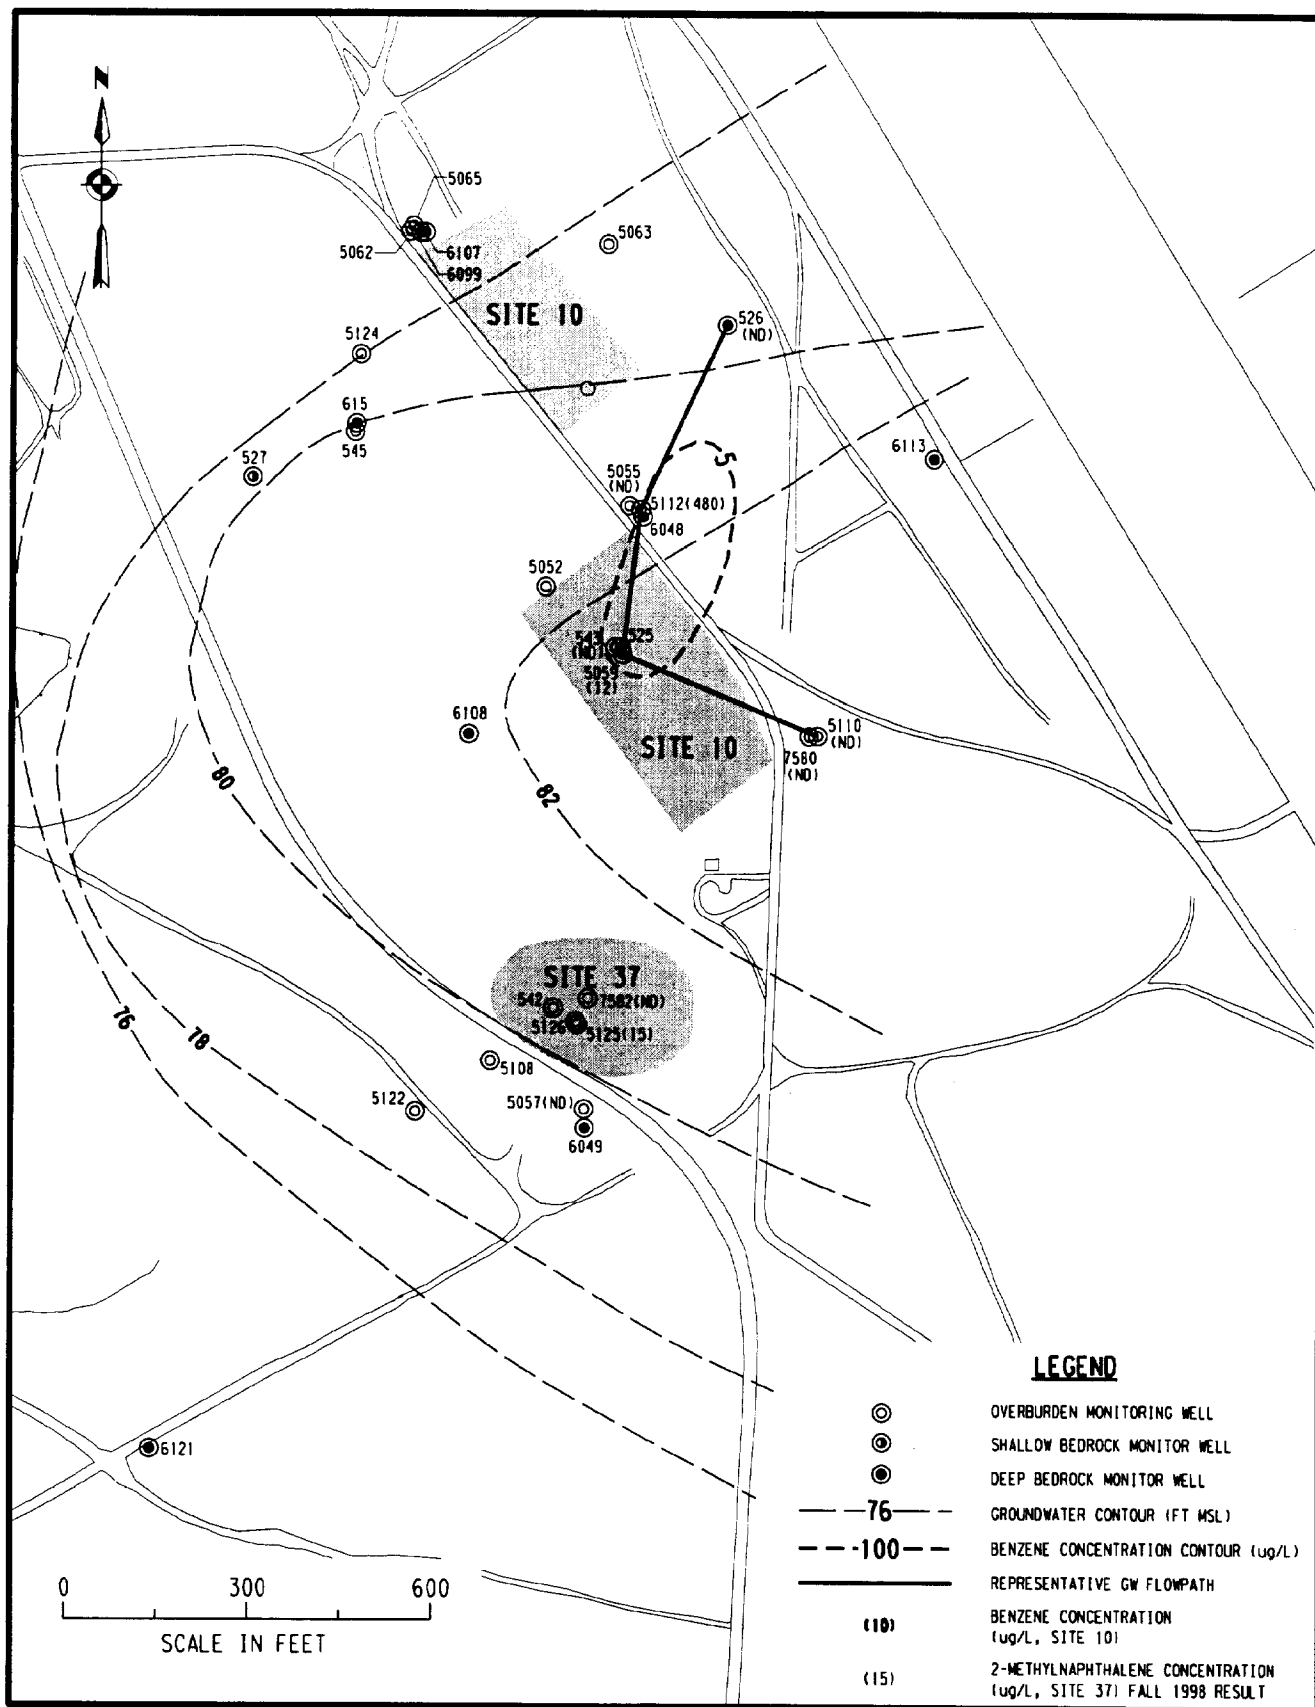 N
5065
5063
5062
6107
6099
SITE 10
526
(ND)
5124
615
545
527
5
6113
5055
(ND)
5112(480)
6048
5052
543
(ND)
525
5059
(12)
6108
SITE 10
5110
(ND)
7580
(ND)
80
82
SITE 37
542
7582(ND)
5126
5125(15)
76
78
5108
5122
5057(ND)
6049
6121
LEGEND
OVERBURDEN MONITORING WELL
SHALLOW BEDROCK MONITOR WELL
DEEP BEDROCK MONITOR WELL
76
GROUNDWATER CONTOUR (FT MSL)
100
BENZENE CONCENTRATION CONTOUR (ug/L)
REPRESENTATIVE GW FLOWPATH
(10)
BENZENE CONCENTRATION
(ug/L, SITE 10)
(15)
2-METHYLNAPHTHALENE CONCENTRATION
(ug/L, SITE 37) FALL 1998 RESULT
0 300 600
SCALE IN FEET